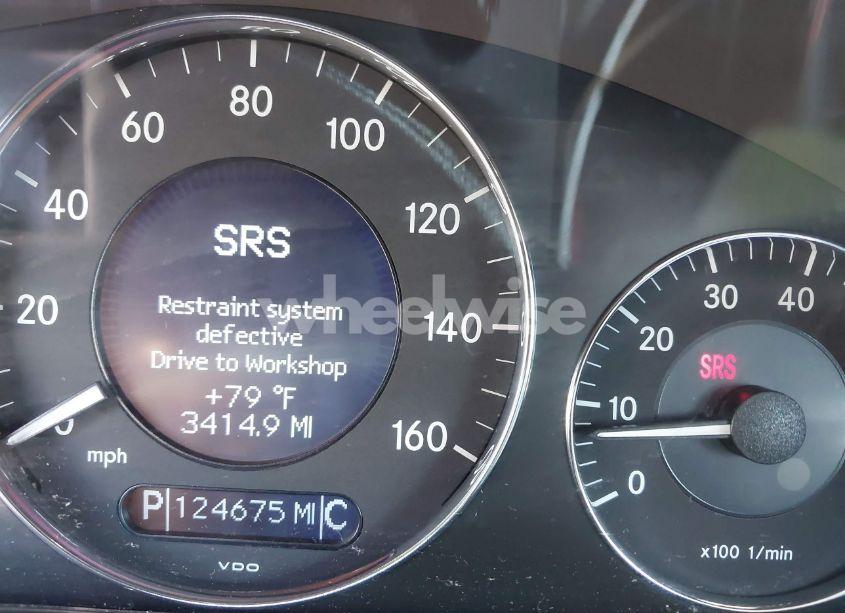 80
60
100
40
120
SRS
20
Restraint system
defective
Drive to Workshop
wheelwise
140
+79 °F
3414.9 MI
0
mph
160
P 124675 MI C
VDO
30
40
20
SRS
10
0
x100 1/min